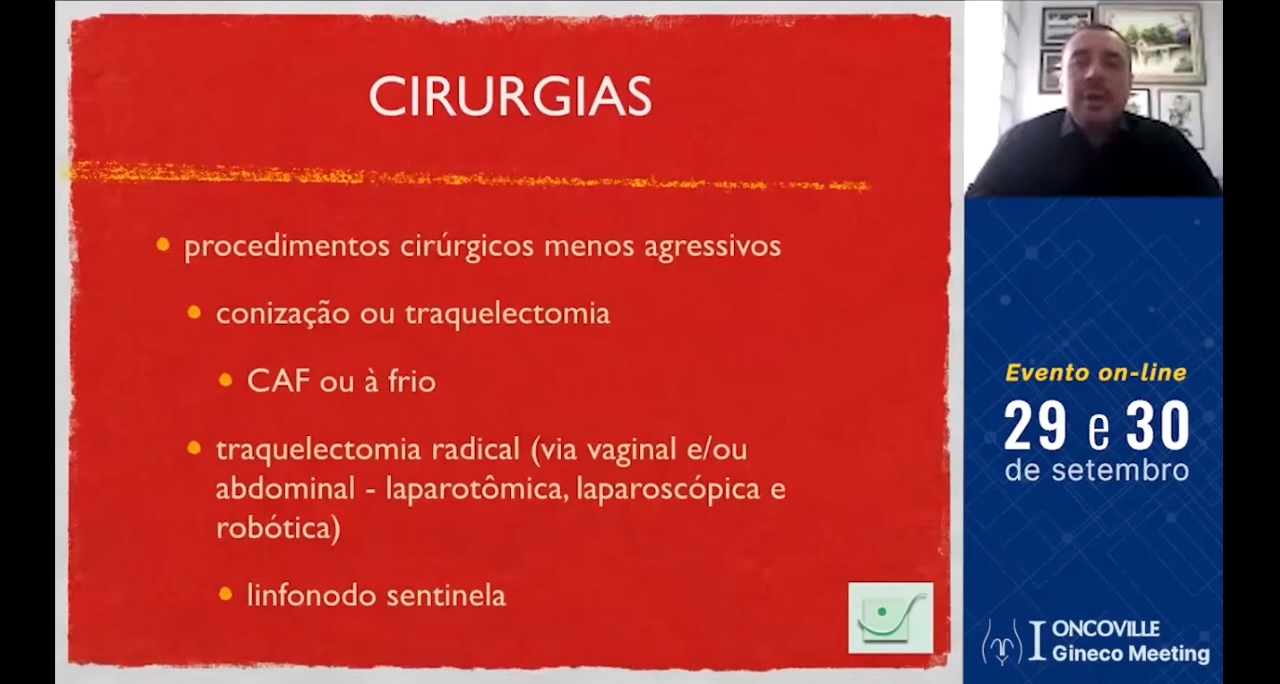 CIRURGIAS
procedimentos cirúrgicos menos agressivos
conização ou traquelectomia
CAF ou à frio
traquelectomia radical (via vaginal e/ou
abdominal - laparotômica, laparoscópica e
robótica)
linfonodo sentinela
Evento on-line
29 e 30
de setembro
I ONCOVILLE
Gineco Meeting